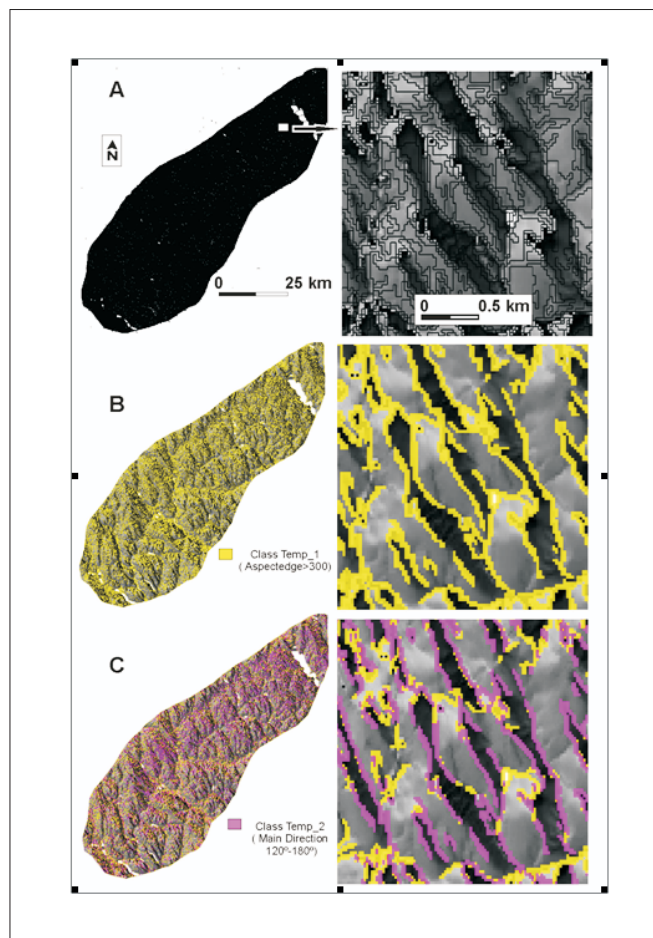 A
N
0 25 km
0 0.5 km
B
Class Temp_1
( Aspectedge>300)
C
Class Temp_2
( Main Direction
120º-180º)